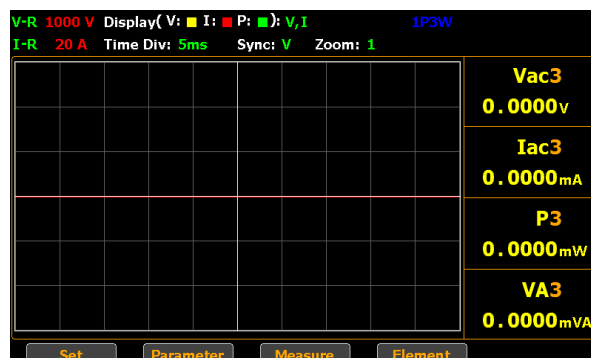 V-R 1000 V Display( V: I: P: ): V,I 1P3W
I-R 20 A Time Div: 5ms Sync: V Zoom: 1
Vac3
0.0000V
Iac3
0.0000mA
P3
0.0000mW
VA3
0.0000mVA
Set Parameter Measure Element